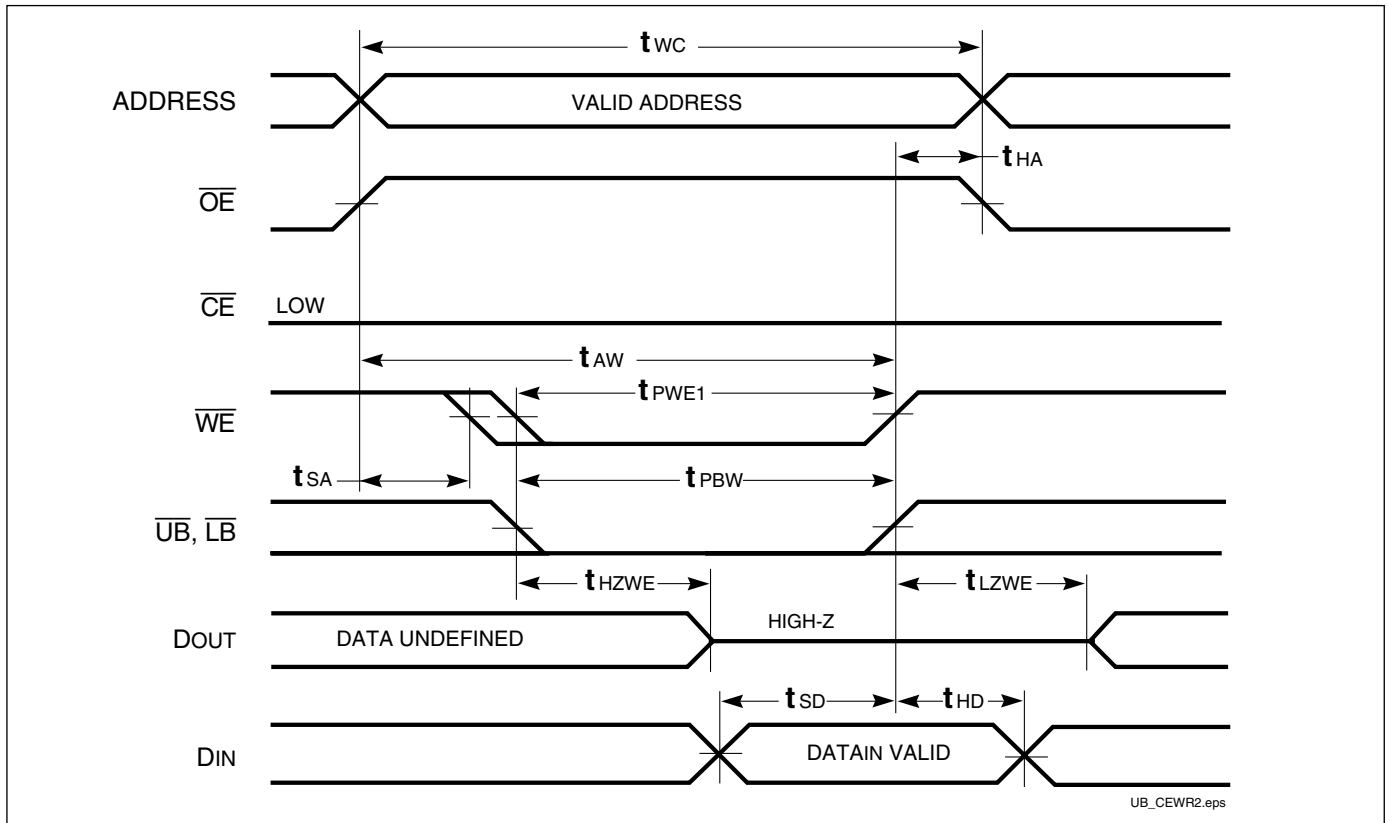 tWC
ADDRESS
VALID ADDRESS
tHA
OE
CE
LOW
tAW
tPWE1
WE
tSA
tPBW
UB, LB
tHZWE
tLZWE
HIGH-Z
DOUT
DATA UNDEFINED
tSD
tHD
DIN
DATAIN VALID
UB_CEWR2.eps